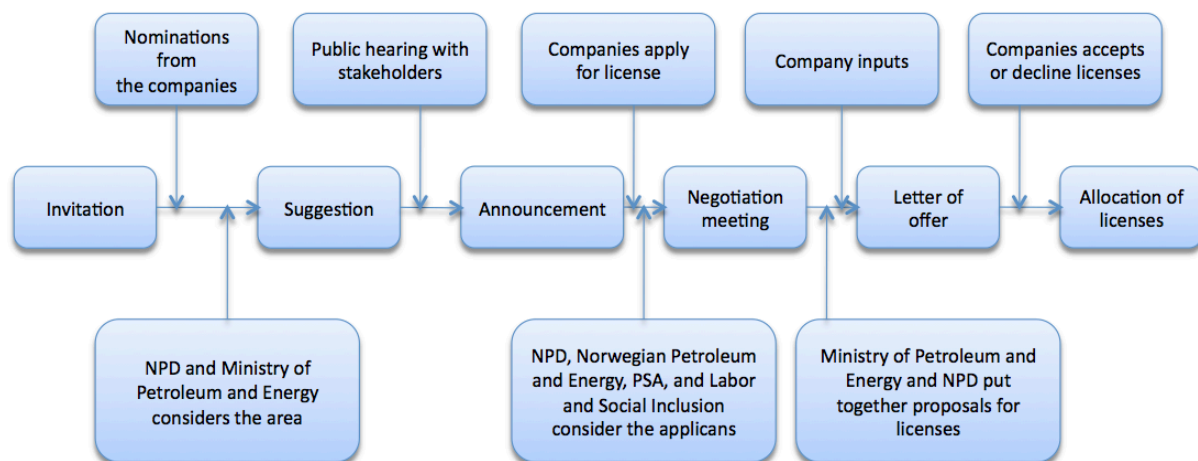 Nominations
from
the companies
Public hearing with
stakeholders
Companies apply
for license
Company inputs
Companies accepts
or decline licenses
Invitation
Suggestion
Announcement
Negotiation
meeting
Letter of
offer
Allocation of
licenses
NPD and Ministry of
Petroleum and Energy
considers the area
NPD, Norwegian Petroleum
and Energy, PSA, and Labor
and Social Inclusion
consider the applicans
Ministry of Petroleum and
Energy and NPD put
together proposals for
licenses